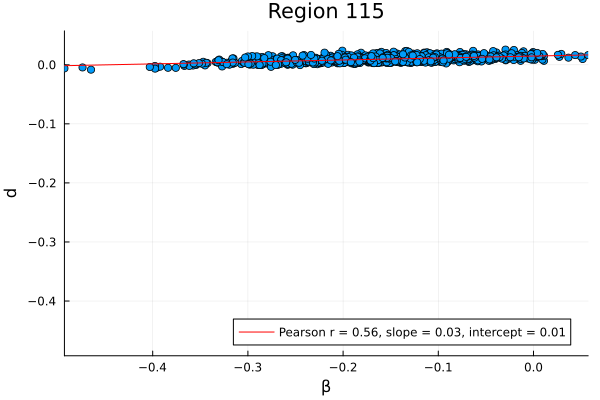 Region 115
0.0
−0.1
−0.2
−0.3
−0.4
d
Pearson r = 0.56, slope = 0.03, intercept = 0.01
−0.4 −0.3 −0.2 −0.1 0.0
β